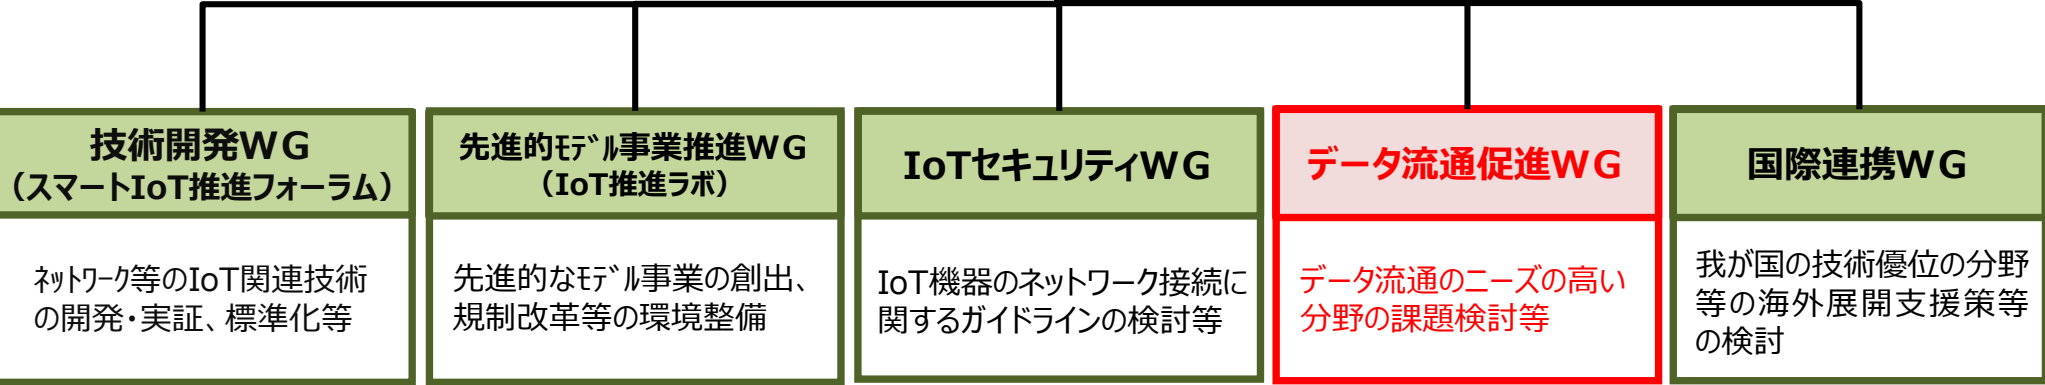 技術開発WG
（スマートIoT推進フォーラム）
ﾈｯﾄﾜｰｸ等のIoT関連技術
の開発・実証、標準化等
先進的ﾓﾃﾞﾙ事業推進WG
（IoT推進ラボ）
先進的なﾓﾃﾞﾙ事業の創出、
規制改革等の環境整備
IoTセキュリティWG
IoT機器のネットワーク接続に
関するガイドラインの検討等
データ流通促進WG
データ流通のニーズの高い
分野の課題検討等
国際連携WG
我が国の技術優位の分野
等の海外展開支援策等
の検討